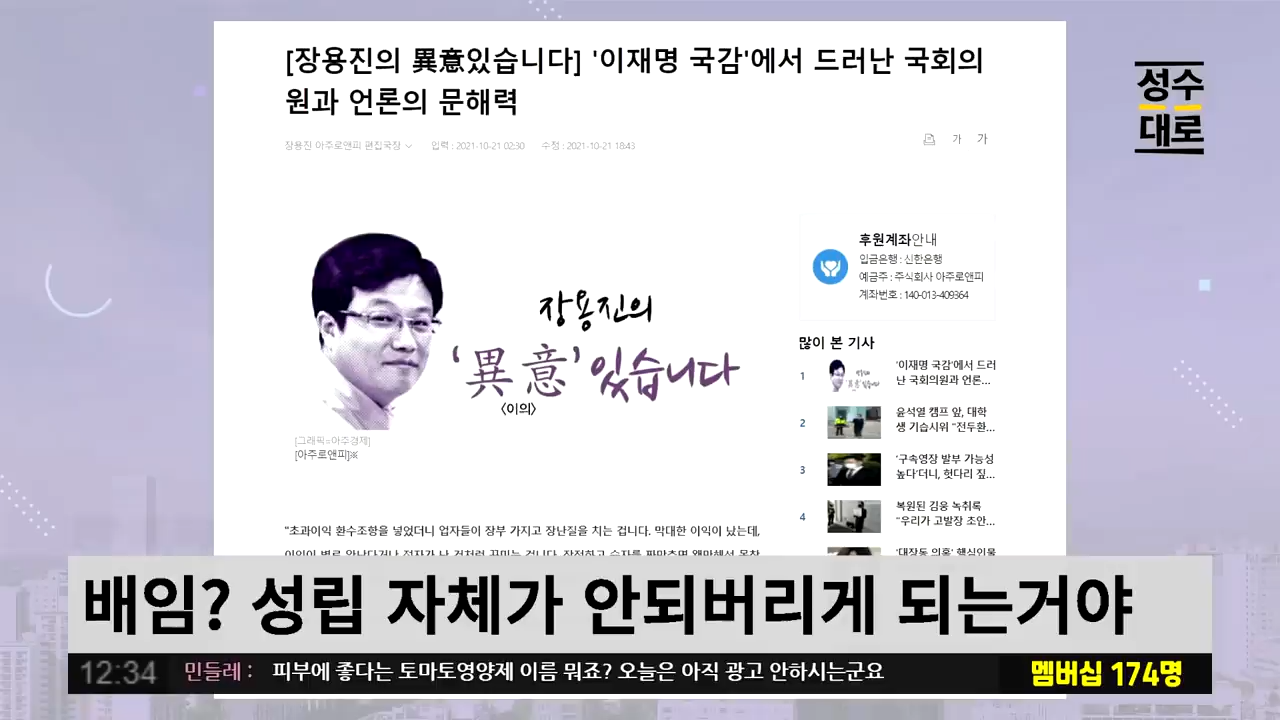 [장용진의 異意있습니다] '이재명 국감'에서 드러난 국회의
원과 언론의 문해력
장용진 아주로앤피 편집국장
입력 : 2021-10-21 02:30
수정 : 2021-10-21 18:43
가 가
성수
대로
장용진의
‘異意’있습니다
〈이의〉
[그래픽=아주경제]
[아주로앤피]※
후원계좌안내
입금은행 : 신한은행
예금주 : 주식회사 아주로앤피
계좌번호 : 140-013-409364
많이 본 기사
1
'이재명 국감'에서 드러
난 국회의원과 언론...
2
윤석열 캠프 앞, 대학
생 기습시위 “전두환...
3
'구속영장 발부 가능성
높다'더니, 헛다리 짚...
4
복원된 김웅 녹취록
“우리가 고발장 초안...
'대장동 의혹' 핵심인물
"초과이익 환수조항을 넣었더니 업자들이 장부 가지고 장난질을 치는 겁니다. 막대한 이익이 났는데,
배임? 성립 자체가 안되버리게 되는거야
12:34
민들레 : 피부에 좋다는 토마토영양제 이름 뭐죠? 오늘은 아직 광고 안하시는군요
멤버십 174명